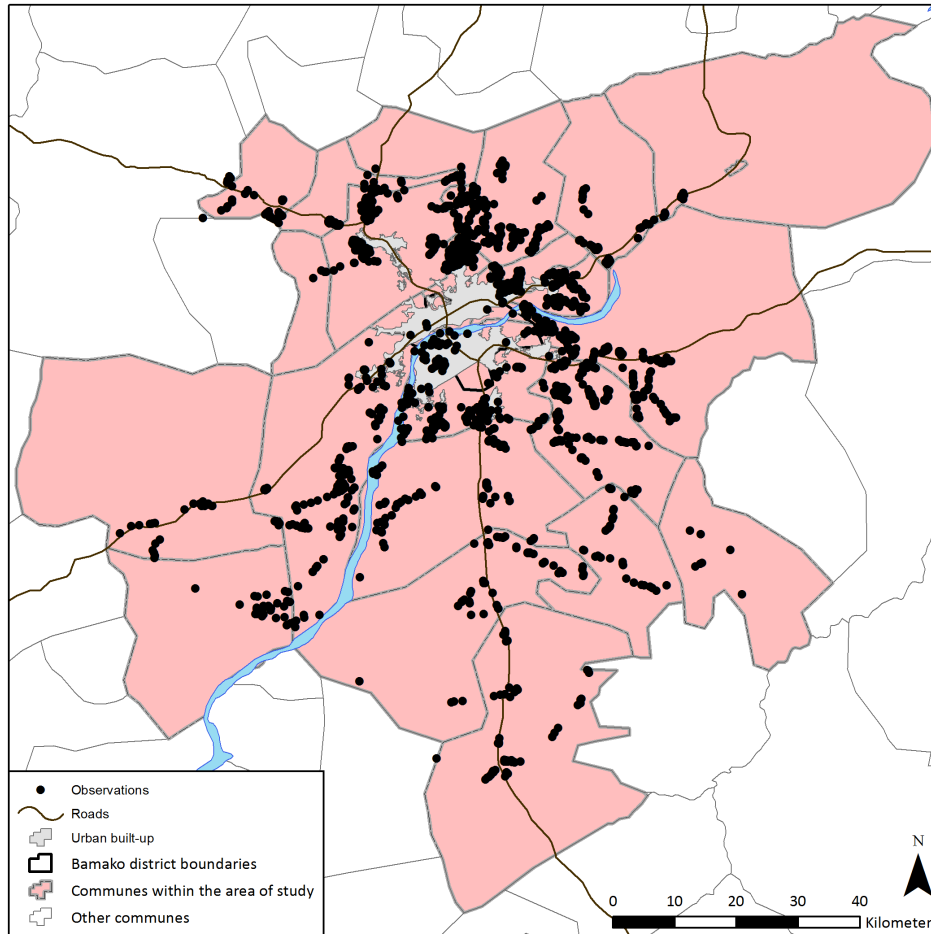 Observations
Roads
Urban built-up
Bamako district boundaries
Communes within the area of study
Other communes
N
0 10 20 30 40
Kilometer